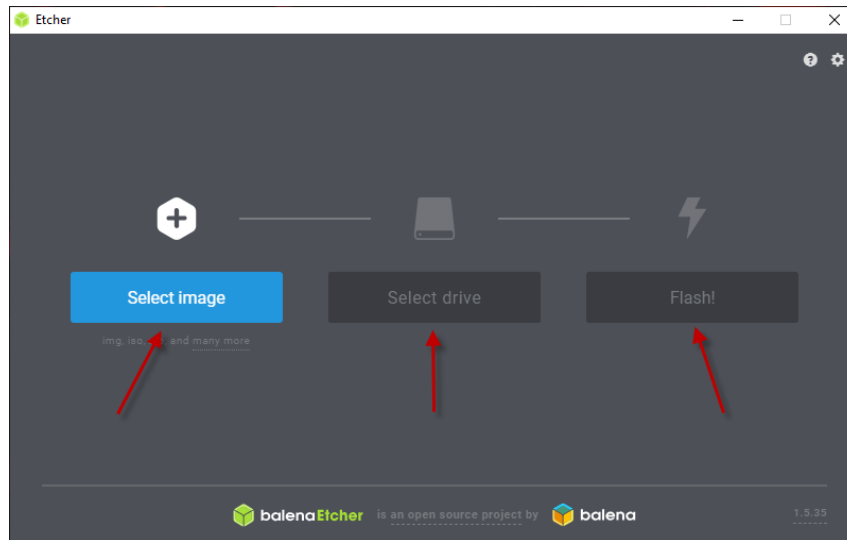 Etcher
Select image
Select drive
Flash!
img, iso, and many more
balenaEtcher is an open source project by balena
1.5.35